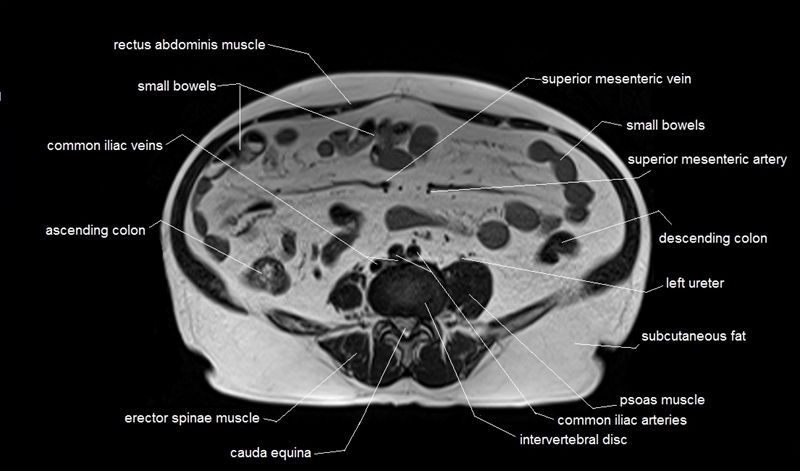 rectus abdominis muscle
superior mesenteric vein
small bowels
small bowels
common iliac veins
superior mesenteric artery
ascending colon
descending colon
left ureter
subcutaneous fat
psoas muscle
erector spinae muscle
common iliac arteries
intervertebral disc
cauda equina